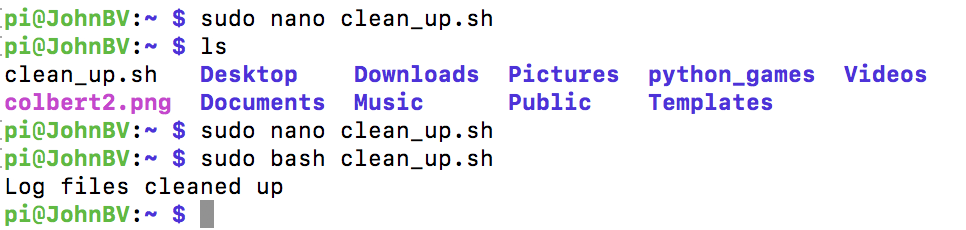 pi@JohnBV:~ $ sudo nano clean_up.sh
pi@JohnBV:~ $ ls
clean_up.sh   Desktop    Downloads  Pictures  python_games  Videos
colbert2.png  Documents  Music      Public    Templates
pi@JohnBV:~ $ sudo nano clean_up.sh
pi@JohnBV:~ $ sudo bash clean_up.sh
Log files cleaned up
pi@JohnBV:~ $